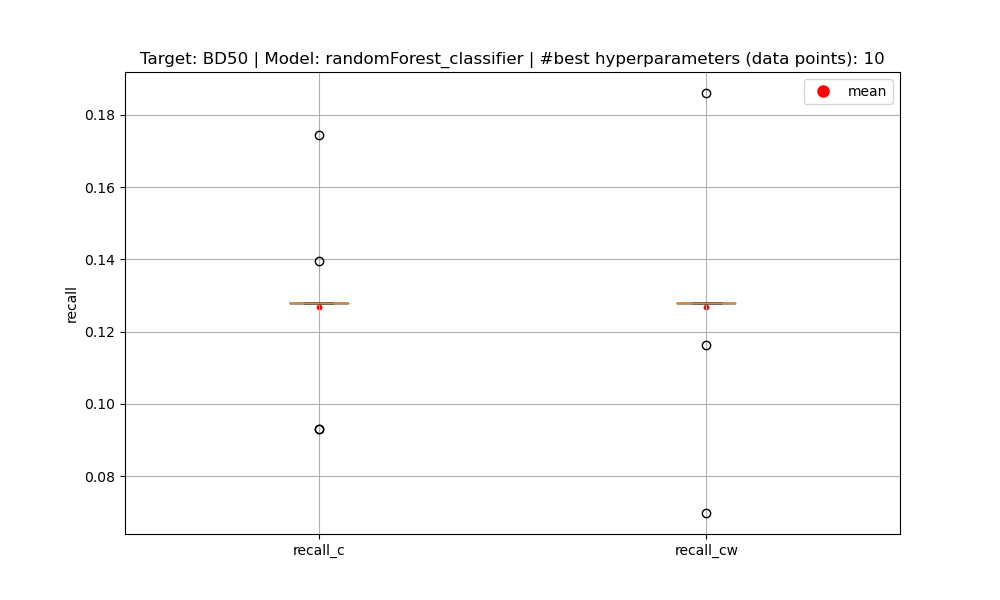 Target: BD50 | Model: randomForest_classifier | #best hyperparameters (data points): 10
mean
0.18
0.16
0.14
0.12
0.10
0.08
recall
recall_c
recall_cw